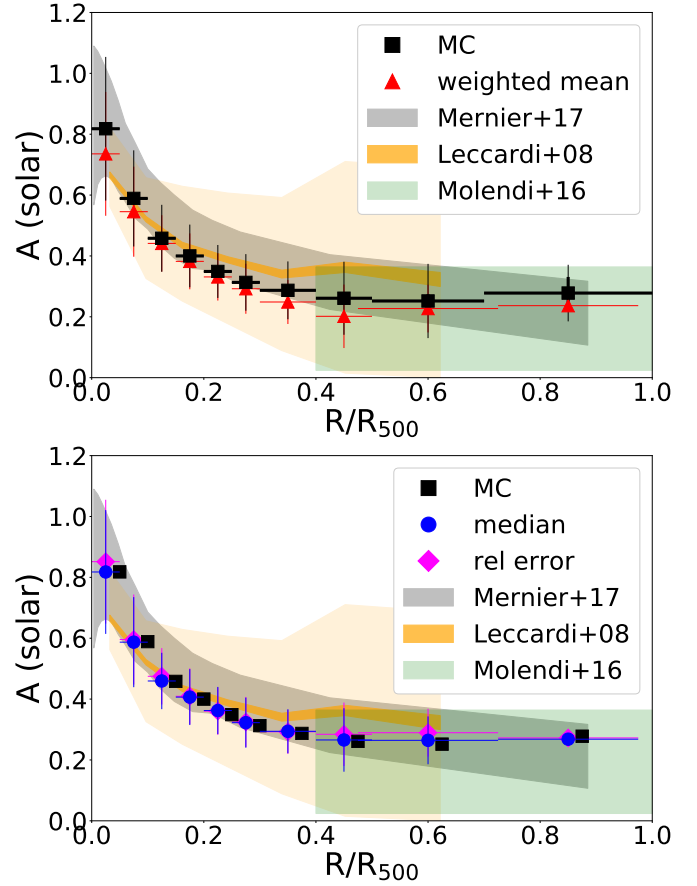 1.2
1.0
0.8
0.6
0.4
0.2
0.0
A (solar)
MC
weighted mean
Mernier+17
Leccardi+08
Molendi+16
0.0 0.2 0.4 0.6 0.8 1.0
R/R500
1.2
1.0
0.8
0.6
0.4
0.2
0.0
A (solar)
MC
median
rel error
Mernier+17
Leccardi+08
Molendi+16
0.0 0.2 0.4 0.6 0.8 1.0
R/R500